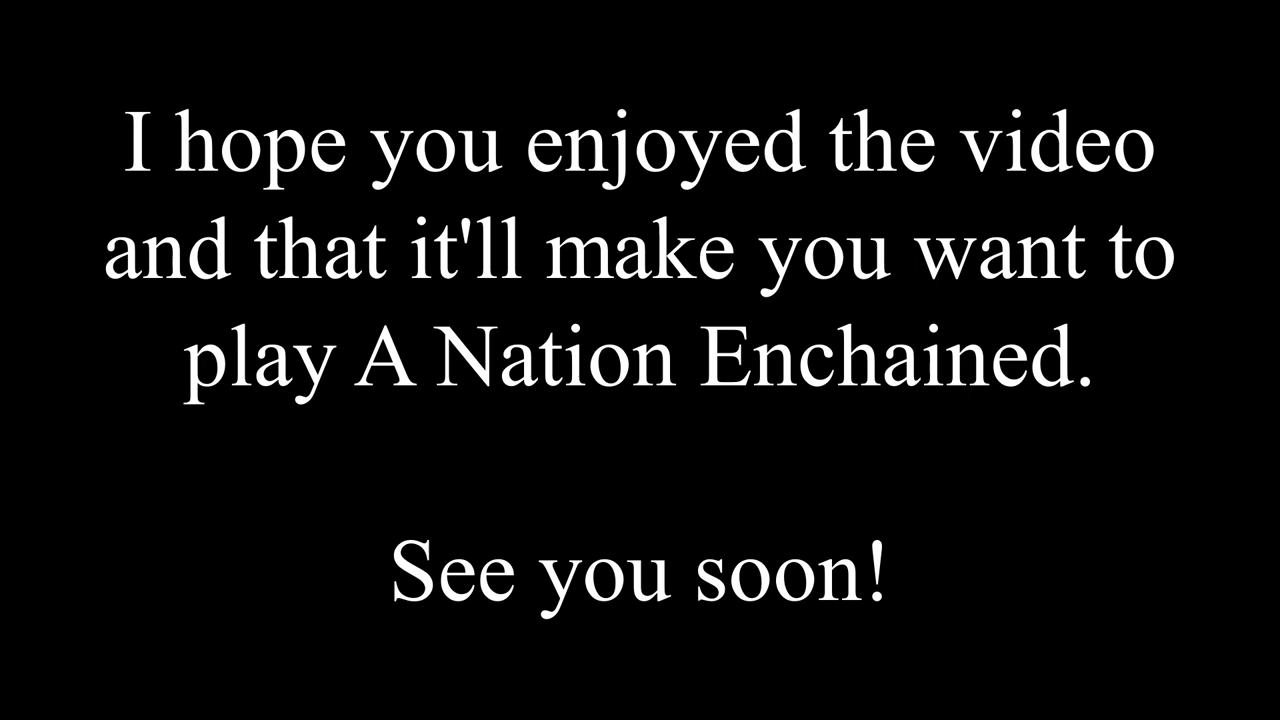 I hope you enjoyed the video
and that it'll make you want to
play A Nation Enchained.
See you soon!